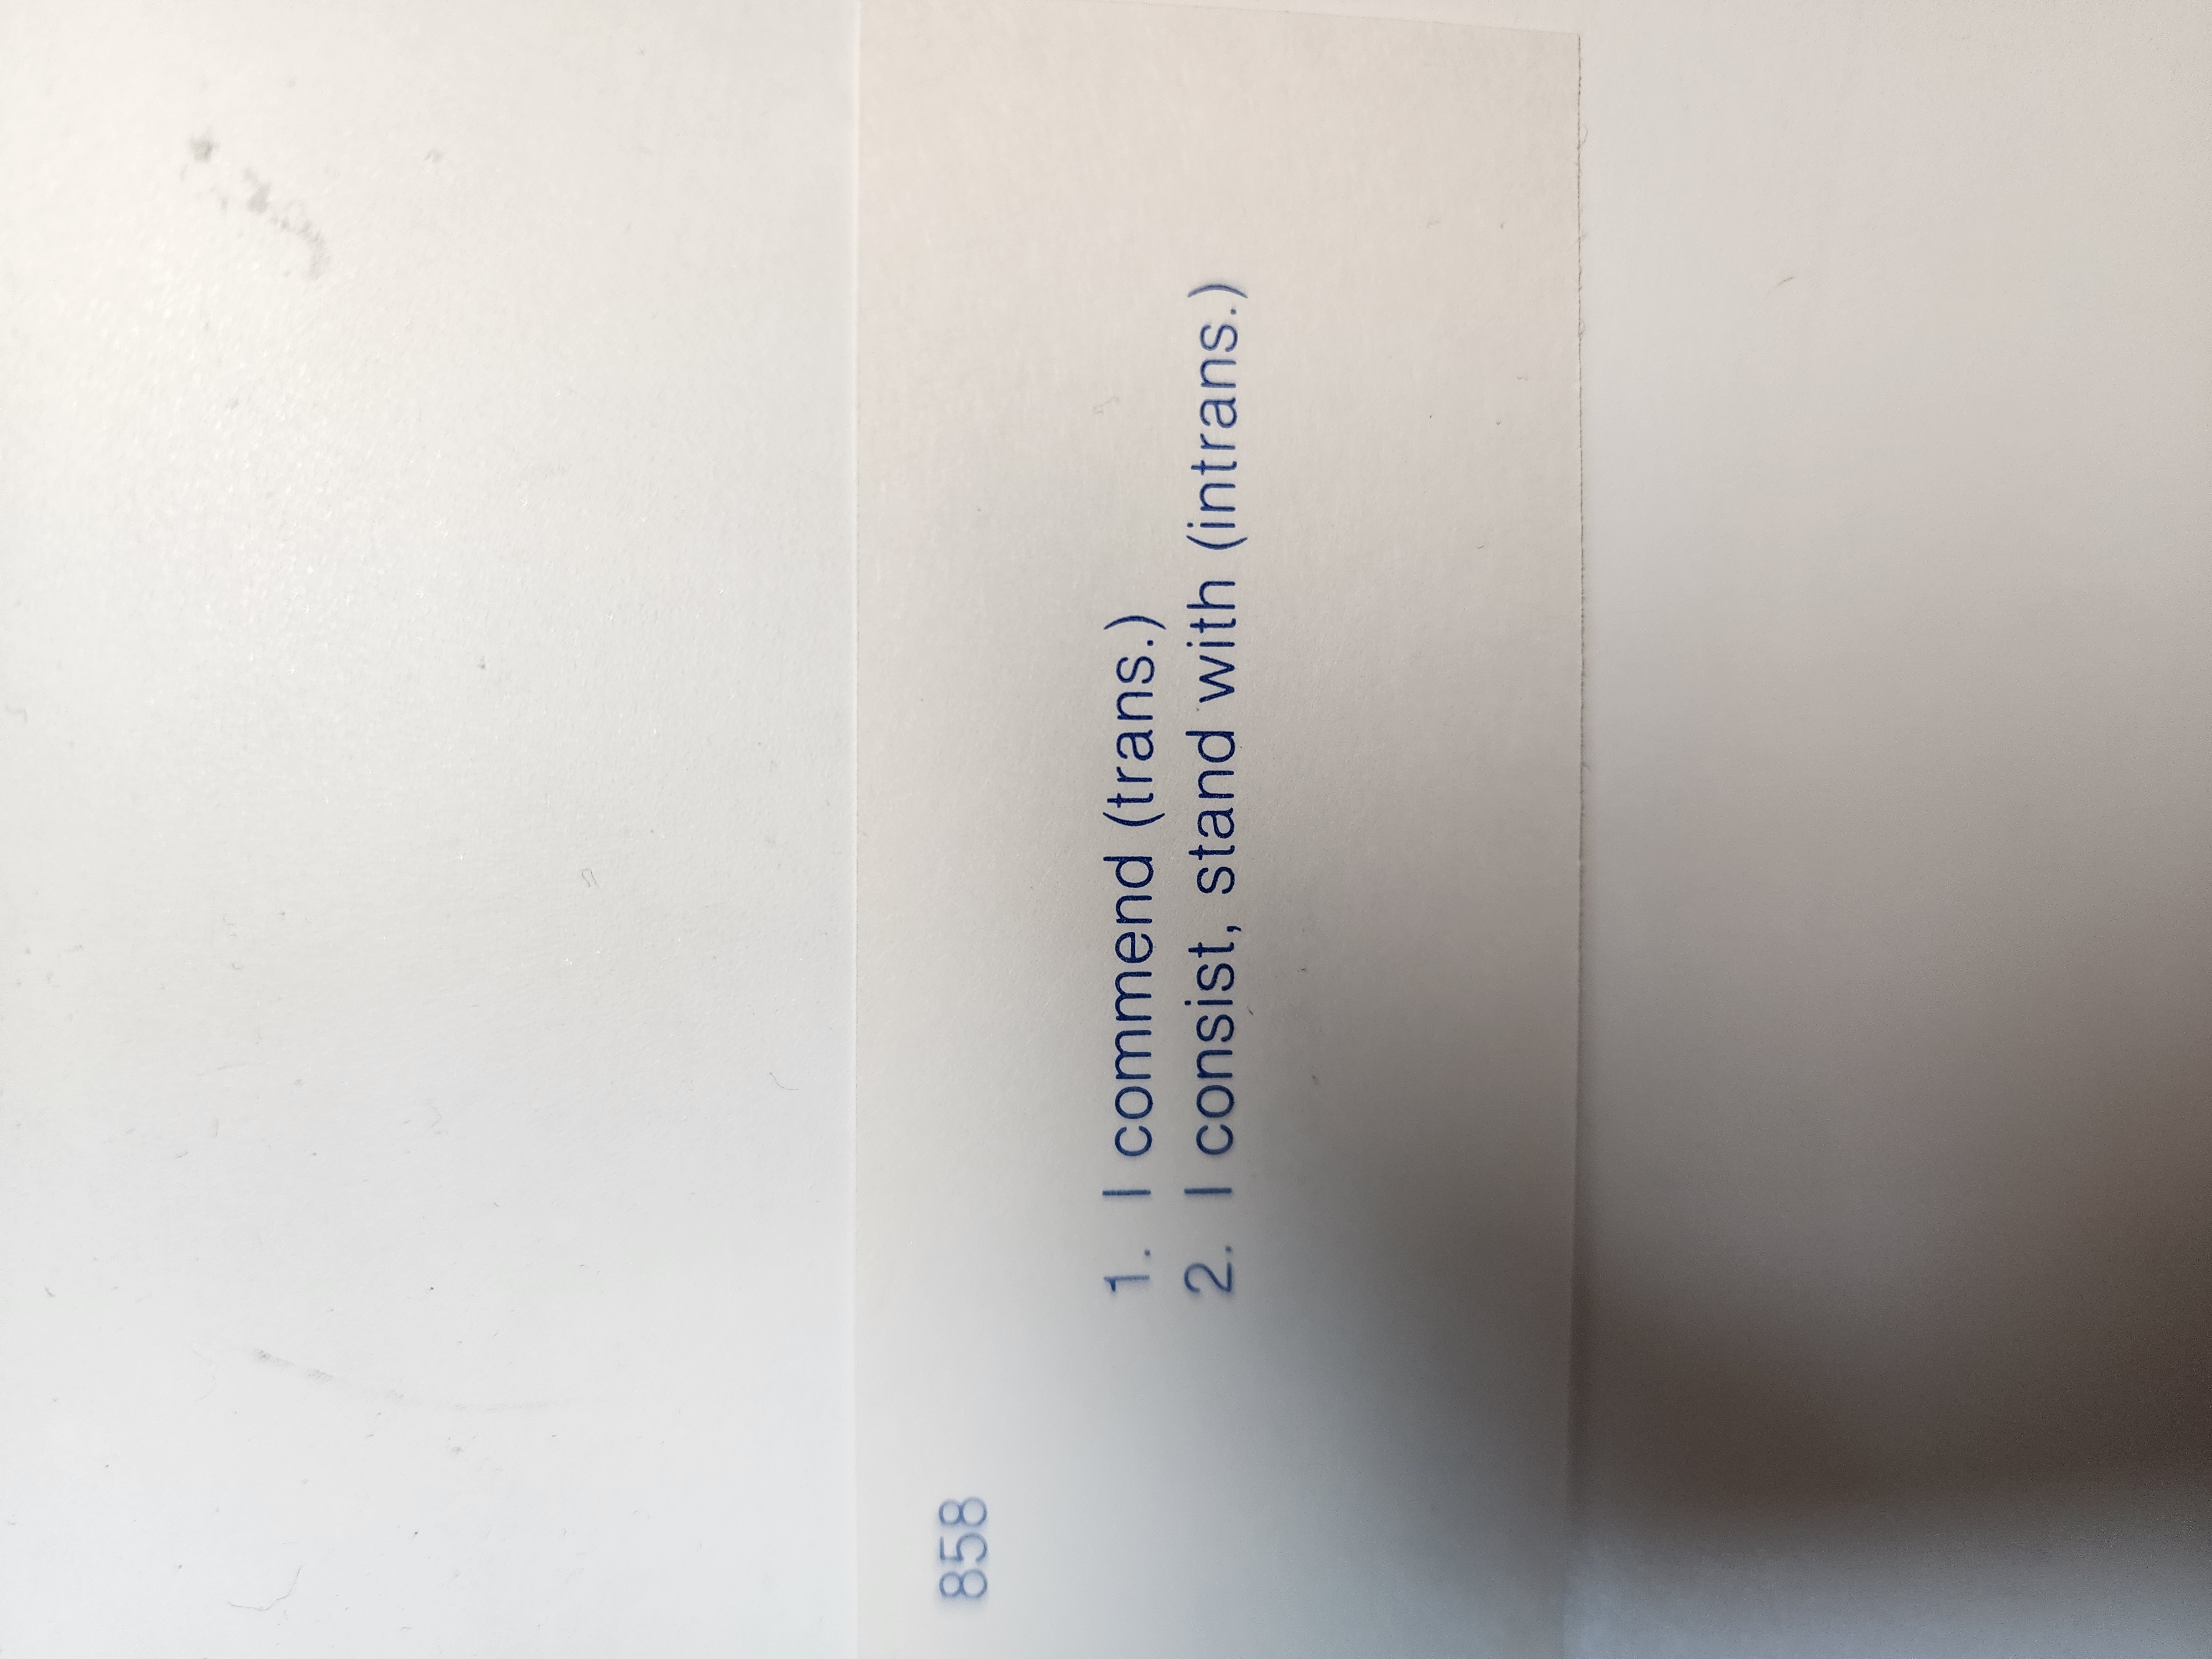 858
1. I commend (trans.)
2. I consist, stand with (intrans.)